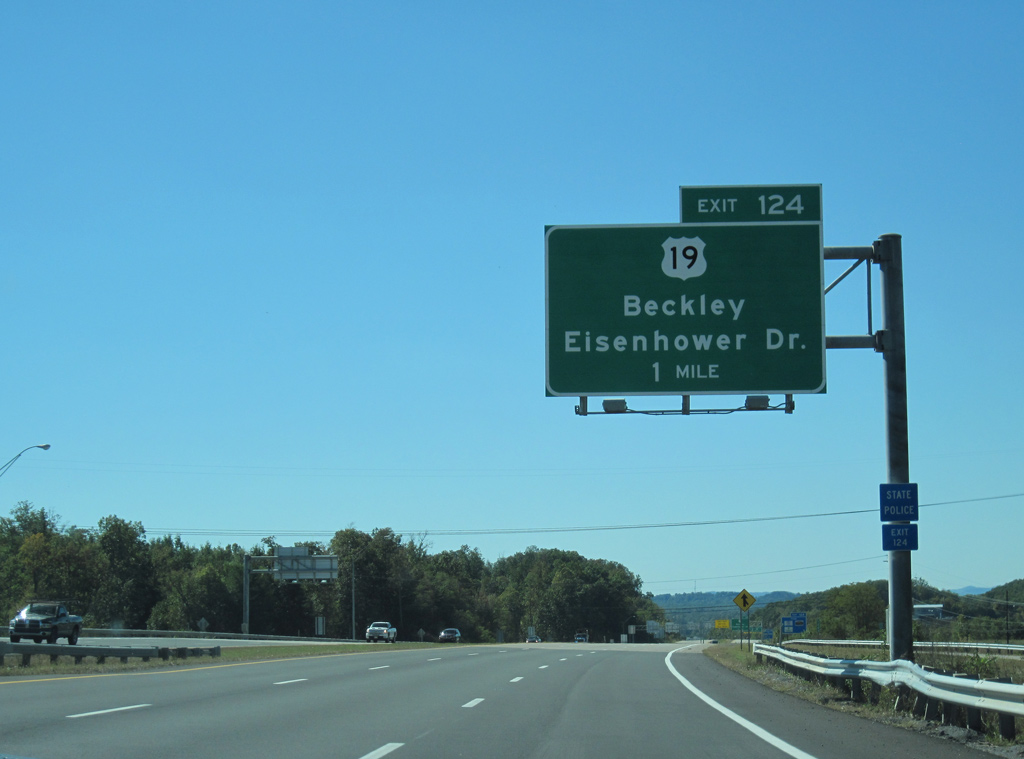 EXIT 124
19
Beckley
Eisenhower Dr.
1 MILE
STATE
POLICE
EXIT
124